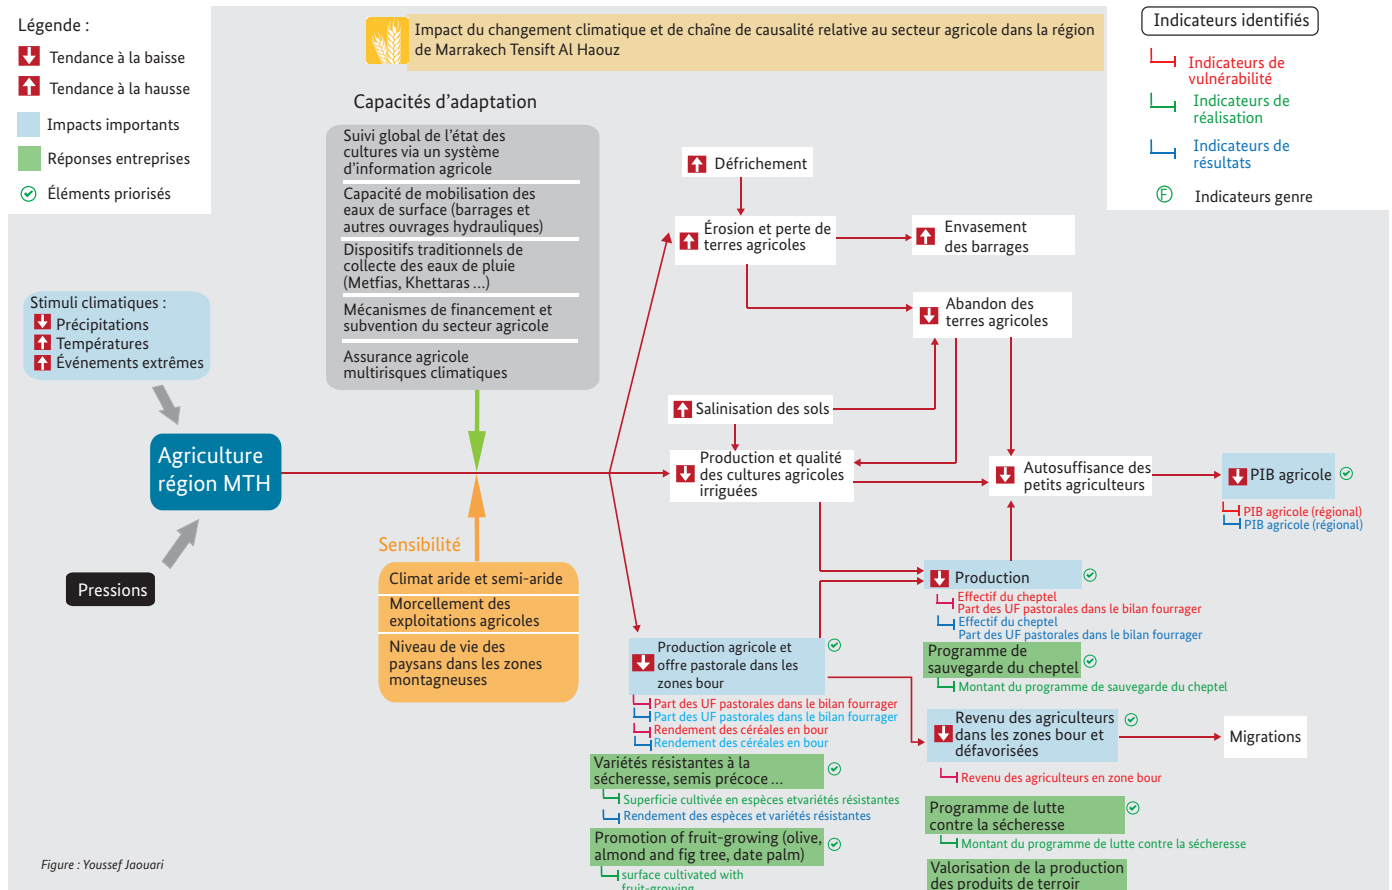 Légende :
Tendance à la baisse
Tendance à la hausse
Impacts importants
Réponses entreprises
Éléments priorisés
Impact du changement climatique et de chaîne de causalité relative au secteur agricole dans la région
de Marrakech Tensift Al Haouz
Indicateurs identifiés
Indicateurs de
vulnérabilité
Indicateurs de
réalisation
Indicateurs de
résultats
F
Indicateurs genre
Capacités d’adaptation
Suivi global de l’état des
cultures via un système
d’information agricole
Capacité de mobilisation des
eaux de surface (barrages et
autres ouvrages hydrauliques)
Dispositifs traditionnels de
collecte des eaux de pluie
(Metfias, Khettaras ...)
Mécanismes de financement et
subvention du secteur agricole
Assurance agricole
multirisques climatiques
Stimuli climatiques :
Précipitations
Températures
Événements extrêmes
Agriculture
région MTH
Pressions
Sensibilité
Climat aride et semi-aride
Morcellement des
exploitations agricoles
Niveau de vie des
paysans dans les zones
montagneuses
Défrichement
Érosion et perte de
terres agricoles
Envasement
des barrages
Abandon des
terres agricoles
Salinisation des sols
Production et qualité
des cultures agricoles
irriguées
Autosuffisance des
petits agriculteurs
PIB agricole
PIB agricole (régional)
PIB agricole (régional)
Production
Effectif du cheptel
Part des UF pastorales dans le bilan fourrager
Effectif du cheptel
Part des UF pastorales dans le bilan fourrager
Programme de
sauvegarde du cheptel
Montant du programme de sauvegarde du cheptel
Production agricole et
offre pastorale dans les
zones bour
Part des UF pastorales dans le bilan fourrager
Part des UF pastorales dans le bilan fourrager
Rendement des céréales en bour
Rendement des céréales en bour
Revenu des agriculteurs
dans les zones bour et
défavorisées
Revenu des agriculteurs en zone bour
Migrations
Variétés résistantes à la
sécheresse, semis précoce ...
Superficie cultivée en espèces etvariétés résistantes
Rendement des espèces et variétés résistantes
Programme de lutte
contre la sécheresse
Montant du programme de lutte contre la sécheresse
Promotion of fruit-growing (olive,
almond and fig tree, date palm)
surface cultivated with
fruit-growing
Valorisation de la production
des produits de terroir
Figure : Youssef Jaouari